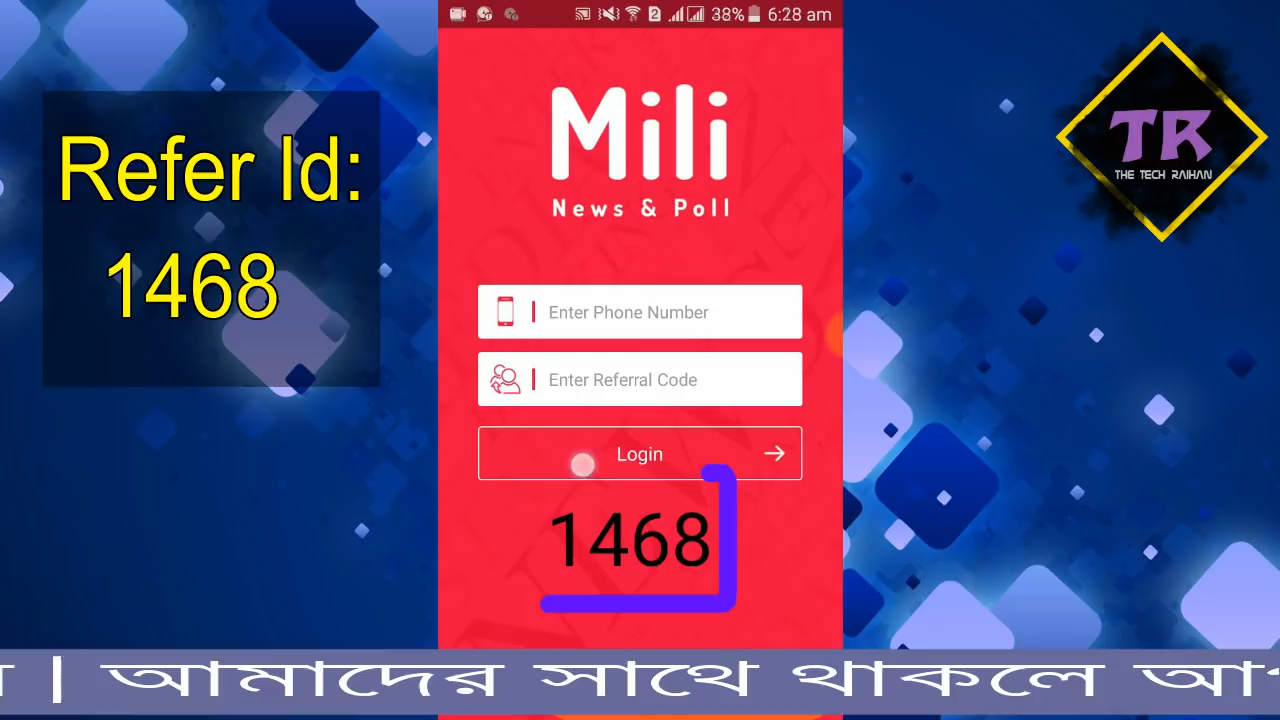 38% 6:28 am
Refer Id:
1468
Mili
News & Poll
Enter Phone Number
Enter Referral Code
Login
1468
TR
THE TECH RAIHAN
| আমাদের সাথে থাকলে